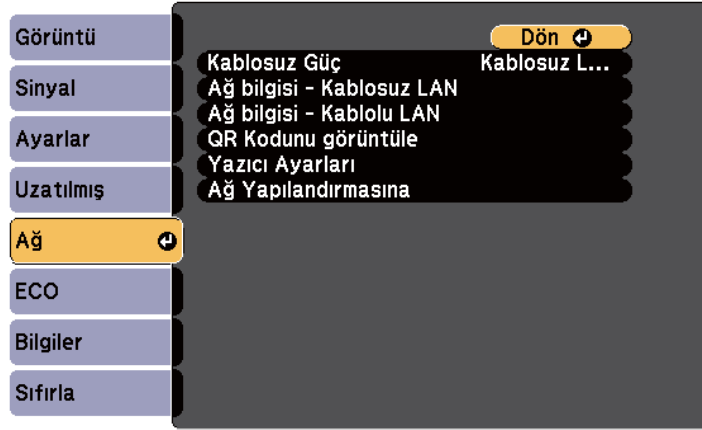 Görüntü
Sinyal
Ayarlar
Uzatılmış
Ağ
ECO
Bilgiler
Sıfırla
Dön
Kablosuz Güç Kablosuz L...
Ağ bilgisi - Kablosuz LAN
Ağ bilgisi - Kablolu LAN
QR Kodunu görüntüle
Yazıcı Ayarları
Ağ Yapılandırmasına